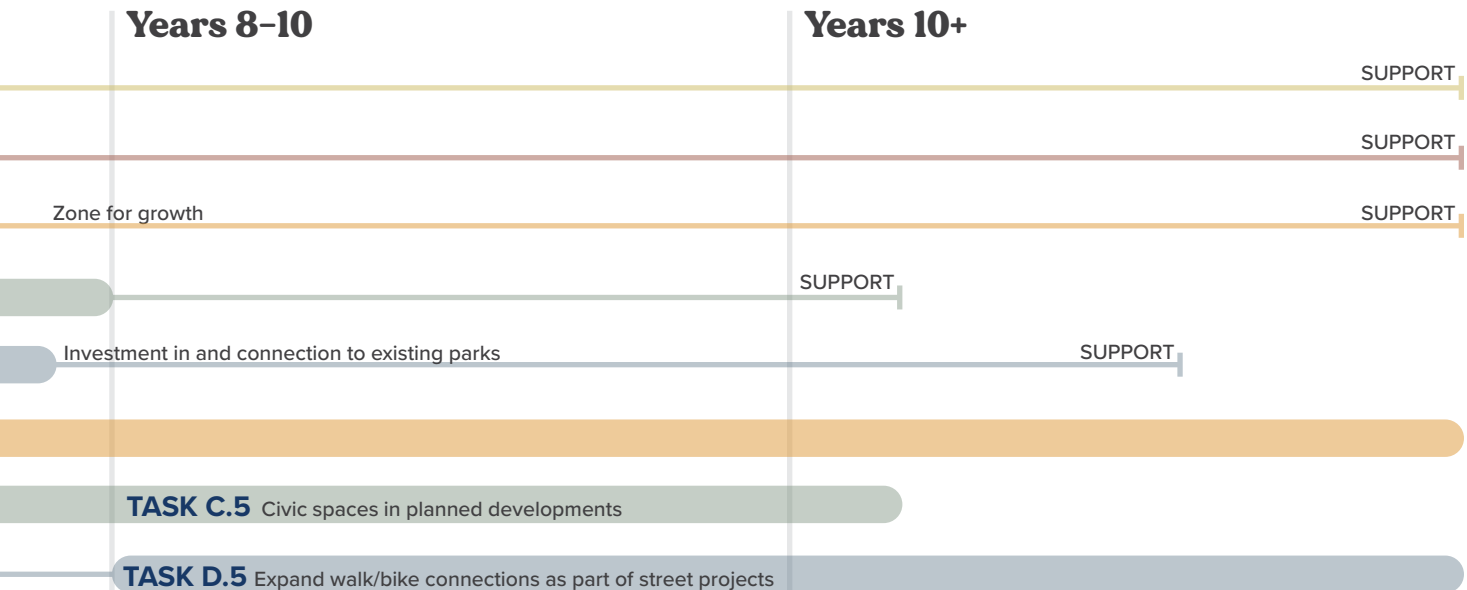 Years 8–10
Years 10+
SUPPORT
SUPPORT
Zone for growth
SUPPORT
SUPPORT
Investment in and connection to existing parks
SUPPORT
TASK C.5 Civic spaces in planned developments
TASK D.5 Expand walk/bike connections as part of street projects